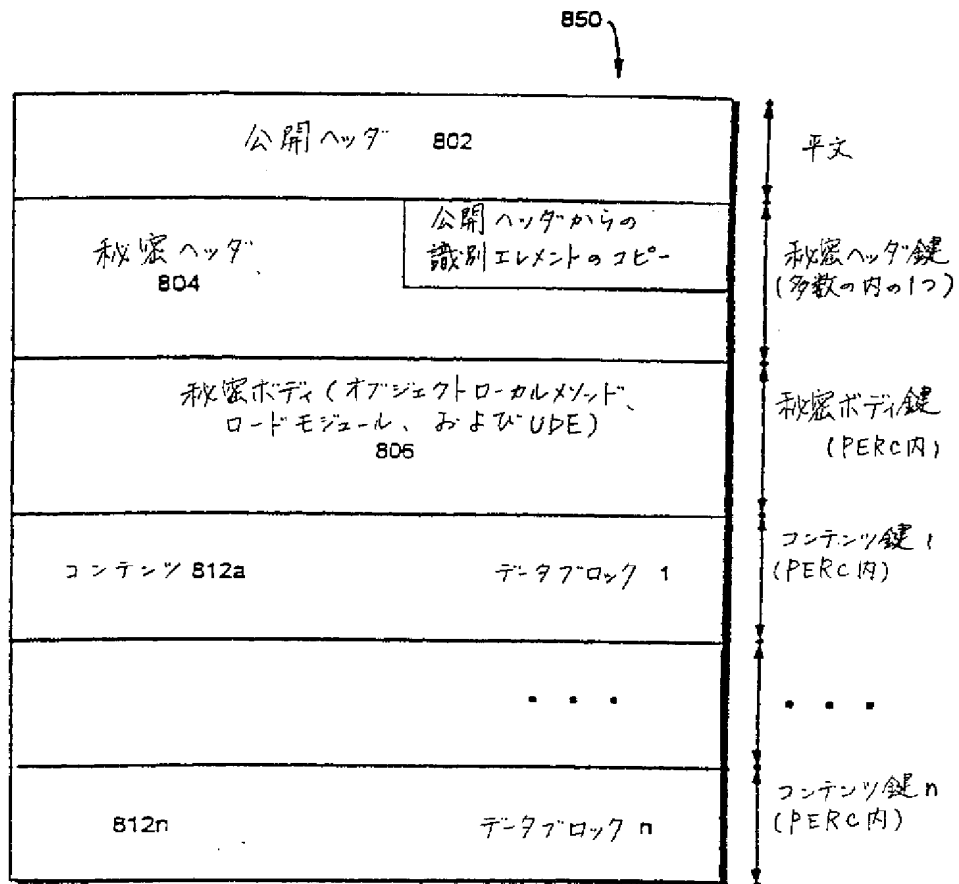 850
公開ヘッダ 802
平文
秘密ヘッダ
804
公開ヘッダからの
識別エレメントのコピー
秘密ヘッダ鍵
(多数の内の1つ)
秘密ボディ(オブジェクトローカルメソッド、
ロードモジュール、およびUDE)
806
秘密ボディ鍵
(PERC内)
コンテンツ 812a データブロック 1
コンテンツ鍵 1
(PERC内)
・・・
・・・
812n データブロック n
コンテンツ鍵 n
(PERC内)